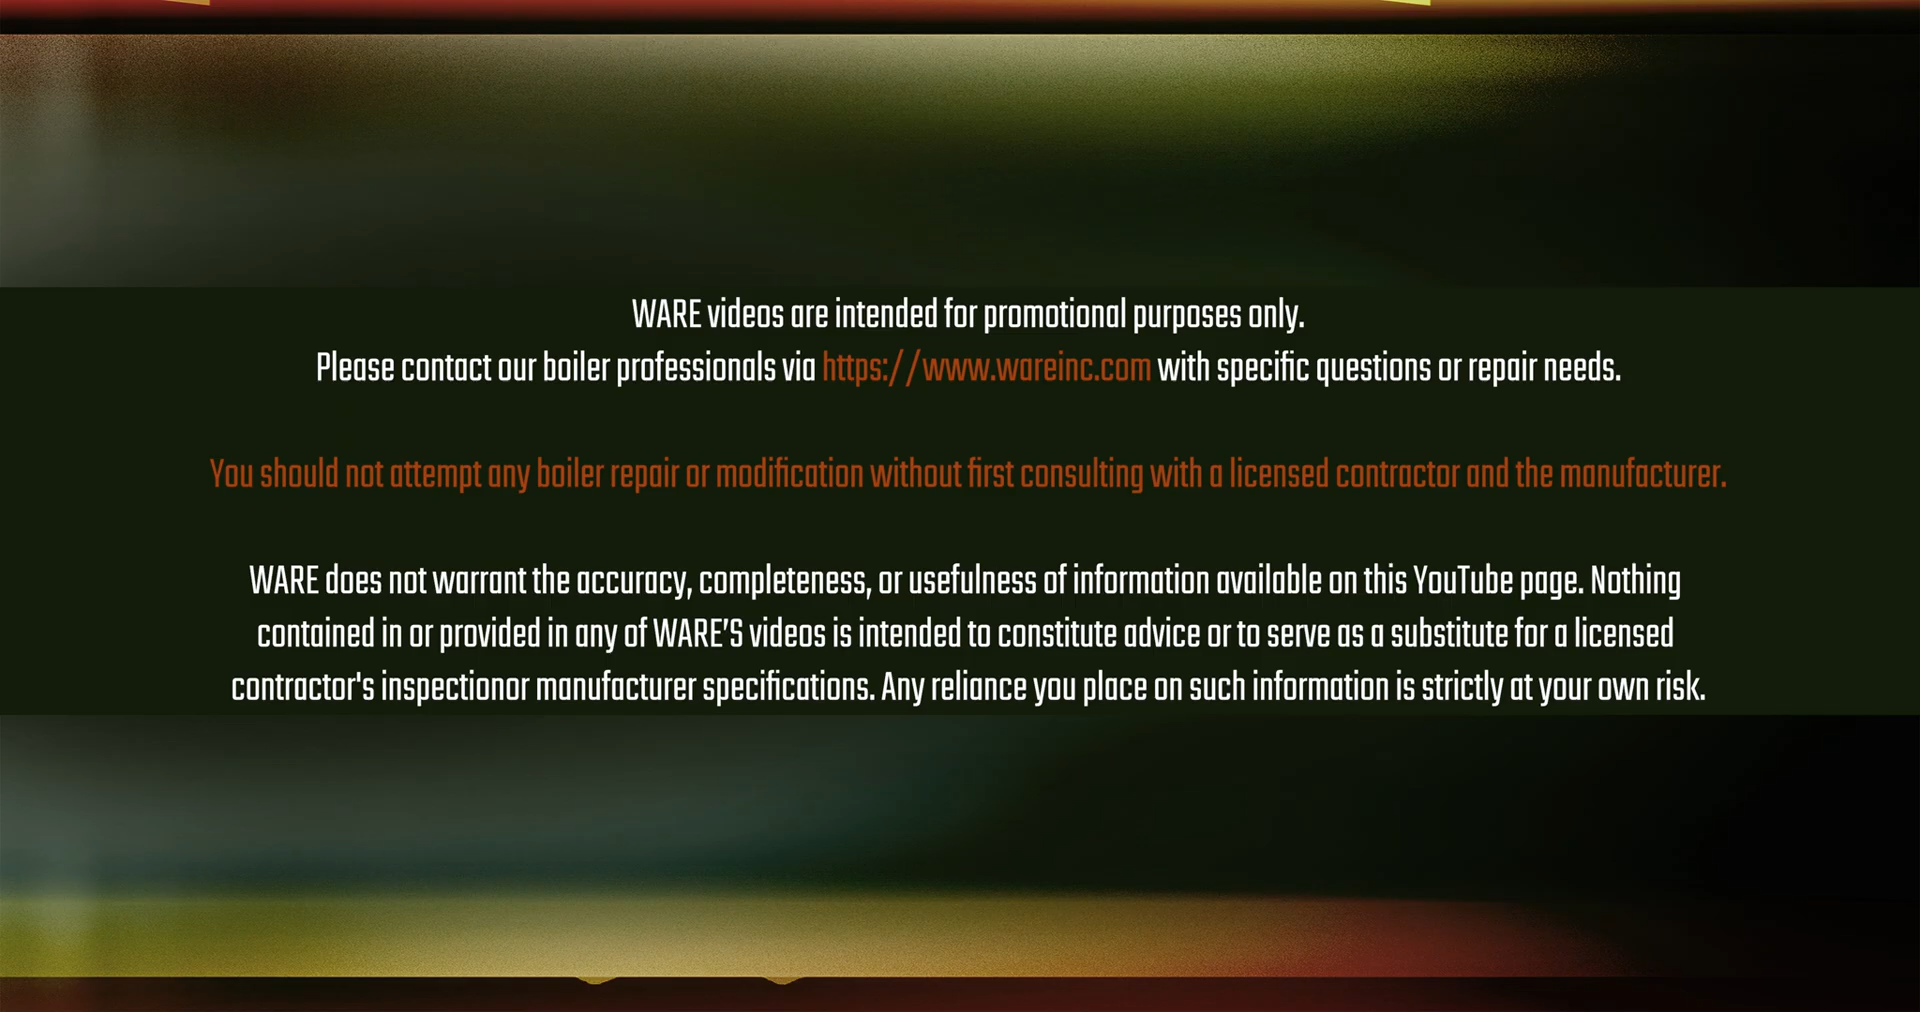 WARE videos are intended for promotional purposes only.
Please contact our boiler professionals via https://www.wareinc.com with specific questions or repair needs.
You should not attempt any boiler repair or modification without first consulting with a licensed contractor and the manufacturer.
WARE does not warrant the accuracy, completeness, or usefulness of information available on this YouTube page. Nothing
contained in or provided in any of WARE’S videos is intended to constitute advice or to serve as a substitute for a licensed
contractor's inspectionor manufacturer specifications. Any reliance you place on such information is strictly at your own risk.